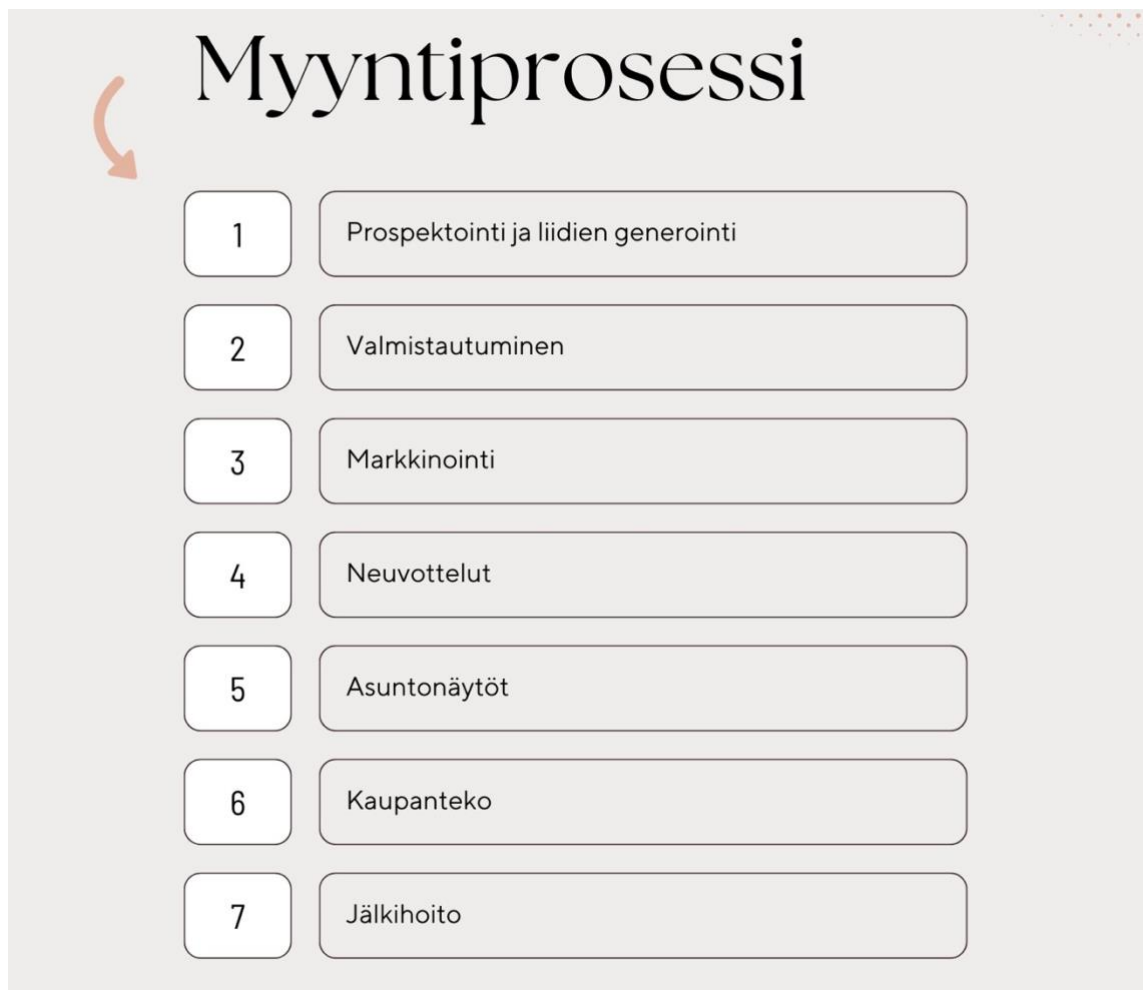 Myyntiprosessi
1 Prospektointi ja liidien generointi
2 Valmistautuminen
3 Markkinointi
4 Neuvottelut
5 Asuntonäytöt
6 Kaupanteko
7 Jälkihoito